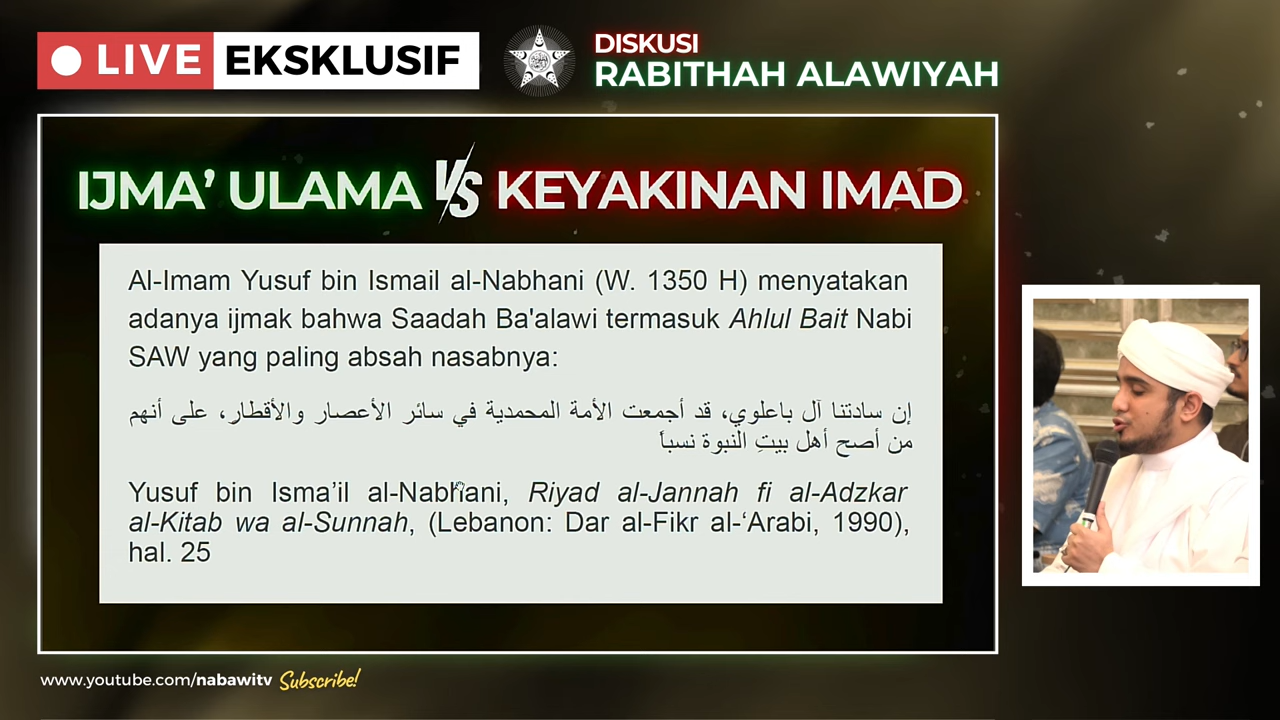 LIVE EKSKLUSIF
DISKUSI
RABITHAH ALAWIYAH
IJMA' ULAMA VS KEYAKINAN IMAD
Al-Imam Yusuf bin Ismail al-Nabhani (W. 1350 H) menyatakan
adanya ijmak bahwa Saadah Ba'alawi termasuk Ahlul Bait Nabi
SAW yang paling absah nasabnya:
إن سادتنا آل باعلوي، قد أجمعت الأمة المحمدية في سائر الأعصار والأقطار، على أنهم
من أصح أهل بيتِ النبوة نسباً
Yusuf bin Isma'il al-Nabhani, Riyad al-Jannah fi al-Adzkar
al-Kitab wa al-Sunnah, (Lebanon: Dar al-Fikr al-'Arabi, 1990),
hal. 25
www.youtube.com/nabawitv Subscribe!